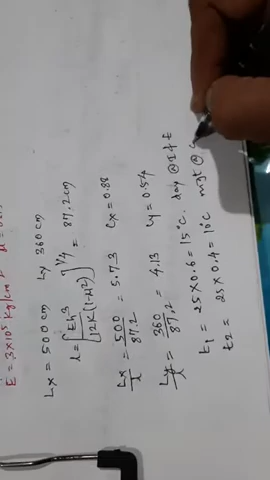 E = 3×10⁵ kg/cm²
Lx = 500 cm Ly 360 cm
l = [Eh³ / 12K(1-μ²)]^1/4 = 87.2 cm
Lx/l = 500/87.2 = 5.73 Cx = 0.88
Ly/l = 360/87.2 = 4.13 Cy = 0.54
t₁ = 25 × 0.6 = 15°C. day @ I & E
t₂ = 25 × 0.4 = 10°C